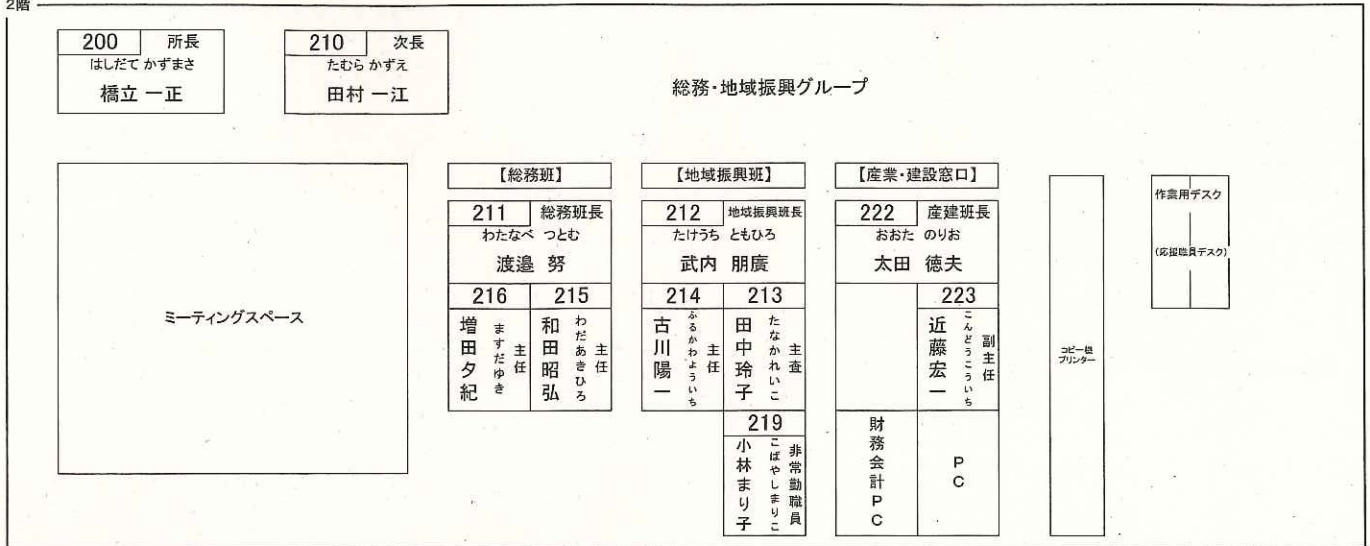 2階
200 所長
はしだて かずまさ
橋立 一正
210 次長
たむら かずえ
田村 一江
総務・地域振興グループ
ミーティングスペース
【総務班】
211 総務班長
わたなべ つとむ
渡邉 努
216
増田夕紀
ますだゆき
主任
215
和田昭弘
わだあきひろ
主任
【地域振興班】
212 地域振興班長
たけうち ともひろ
武内 朋廣
214
古川陽一
ふるかわよういち
主任
213
田中玲子
たなかれいこ
主査
219
小林まり子
こばやしまりこ
非常勤職員
【産業・建設窓口】
222 産建班長
おおた のりお
太田 徳夫
223
近藤宏一
こんどうこういち
副主任
財務会計PC
PC
コピー機
プリンター
作業用デスク
(応援職員デスク)